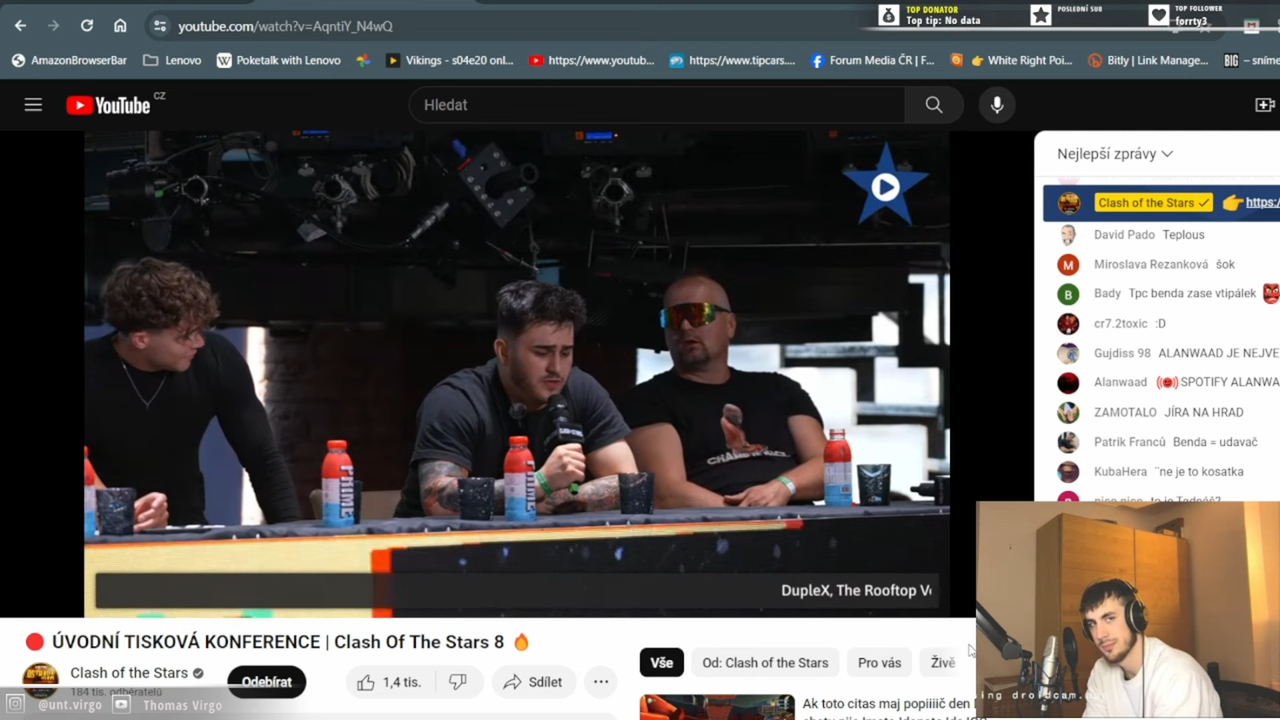 youtube.com/watch?v=AqntiY_N4wQ
TOP DONATOR
Top tip: No data
POSLEDNÍ SUB
TOP FOLLOWER
forrty3
AmazonBrowserBar
Lenovo
Poketalk with Lenovo
Vikings - s04e20 onl...
https://www.youtub...
https://www.tipcars....
Forum Media ČR | F...
White Right Poi...
Bitly | Link Manage...
BIG
– sníme
YouTube CZ
Hledat
Nejlepší zprávy
Clash of the Stars
https:/
David Pado Teplous
Miroslava Rezanková šok
Bady Tpc benda zase vtipálek
cr7.2toxic :D
Gujdiss 98 ALANWAAD JE NEJVE
Alanwaad SPOTIFY ALANWA
ZAMOTALO JÍRA NA HRAD
Patrik Franců Benda = udavač
KubaHera ¨ne je to kosatka
PRIME
DupleX, The Rooftop V
ÚVODNÍ TISKOVÁ KONFERENCE | Clash Of The Stars 8
Clash of the Stars
184 tis. odběratelů
Odebírat
1,4 tis.
Sdílet
Vše
Od: Clash of the Stars
Pro vás
Živě
Ak toto citas maj popiiiič den
@unt.virgo
Thomas Virgo